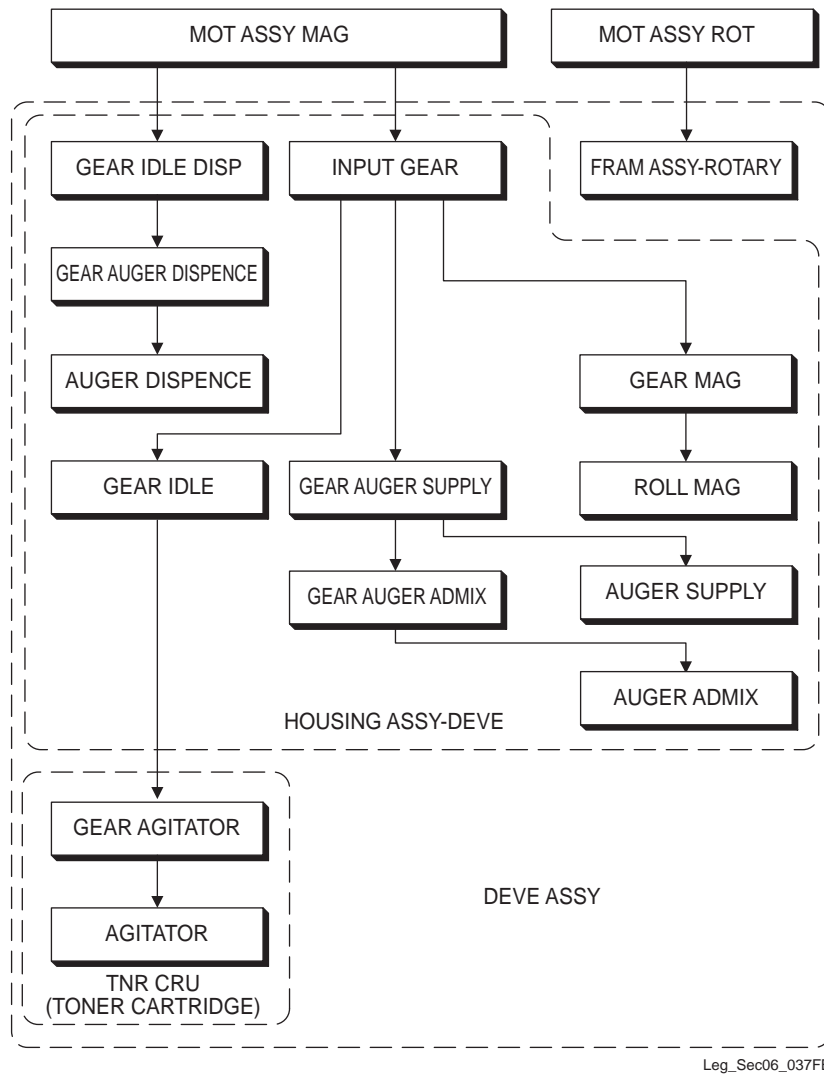 MOT ASSY MAG
MOT ASSY ROT
GEAR IDLE DISP
INPUT GEAR
FRAM ASSY-ROTARY
GEAR AUGER DISPENCE
AUGER DISPENCE
GEAR MAG
GEAR IDLE
GEAR AUGER SUPPLY
ROLL MAG
GEAR AUGER ADMIX
AUGER SUPPLY
AUGER ADMIX
HOUSING ASSY-DEVE
GEAR AGITATOR
DEVE ASSY
AGITATOR
TNR CRU
(TONER CARTRIDGE)